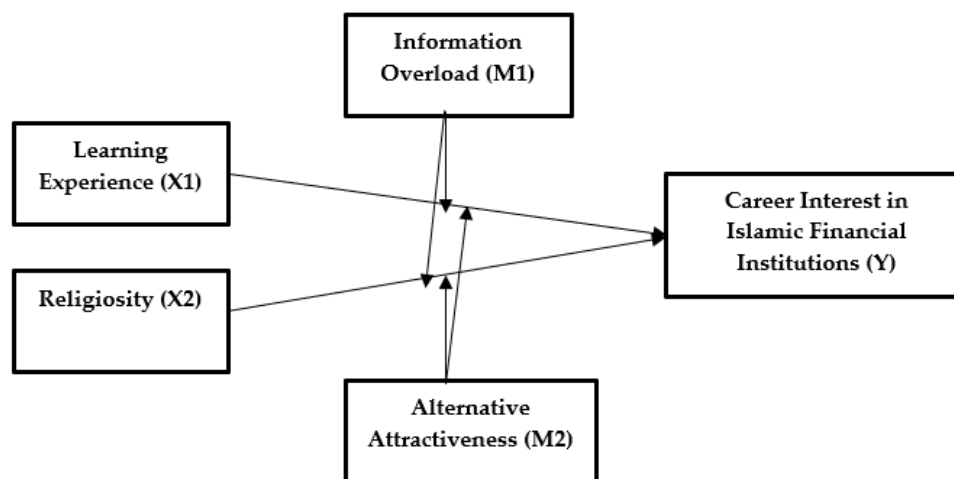 Information
Overload (M1)
Learning
Experience (X1)
Career Interest in
Islamic Financial
Institutions (Y)
Religiosity (X2)
Alternative
Attractiveness (M2)